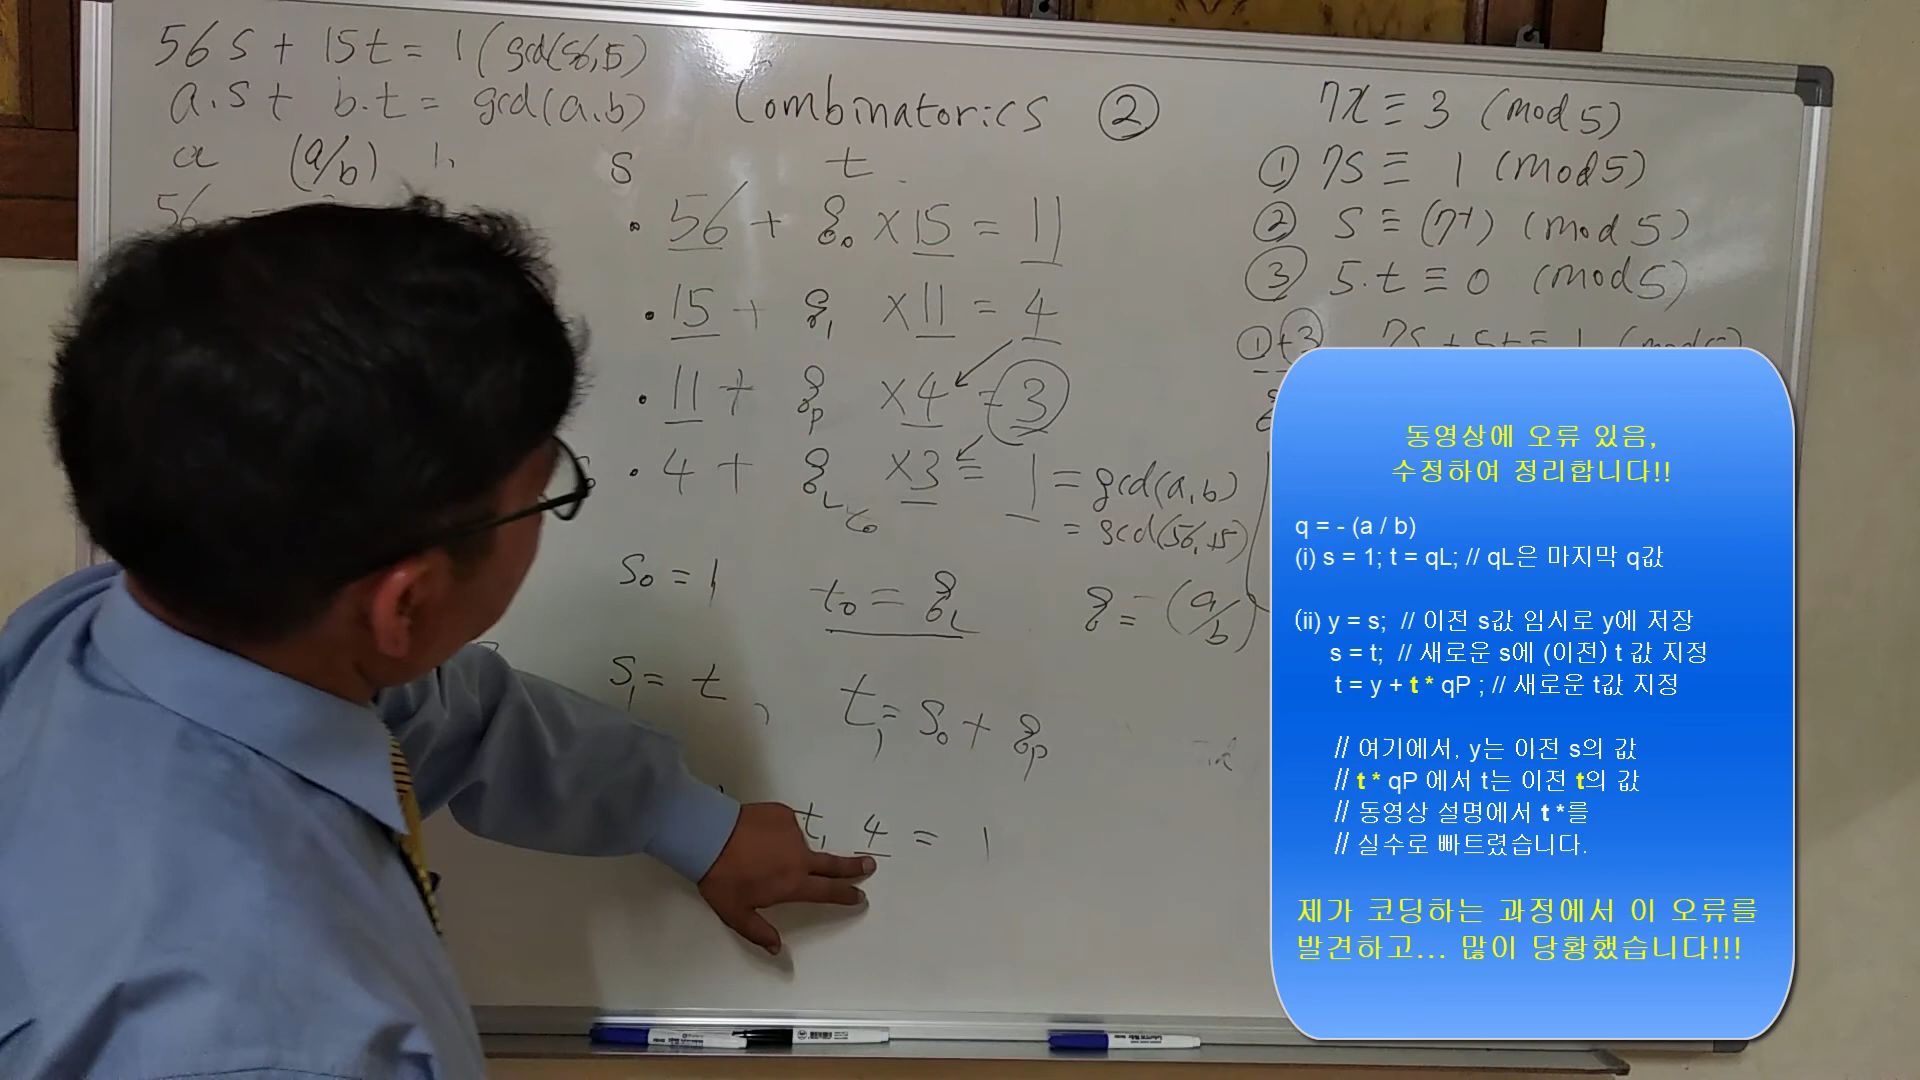 56s + 15t = 1 (gcd(56,15)
a.s + b.t = gcd(a.b)
Combinatorics ②
a (a/b)
s t
56
· 56 + q₀ × 15 = 11
· 15 + q₁ × 11 = 4
· 11 + qp × 4 = 3
· 4 + qL × 3 = 1 = gcd(a,b)
= gcd(56,15)
s₀ = 1 t₀ = qL q = -(a/b)
s₁ = t , t₁ = s₀ + qp
t₁ 4 = 1
7x ≡ 3 (mod 5)
① 7s ≡ 1 (mod 5)
② s ≡ (7⁻¹) (mod 5)
③ 5.t ≡ 0 (mod 5)
①+③ 7s + 5t ≡ 1 (mod 5)
동영상에 오류 있음,
수정하여 정리합니다!!
q = - (a / b)
(i) s = 1; t = qL; // qL은 마지막 q값
(ii) y = s; // 이전 s값 임시로 y에 저장
s = t; // 새로운 s에 (이전) t 값 지정
t = y + t * qP ; // 새로운 t값 지정
// 여기에서, y는 이전 s의 값
// t * qP 에서 t는 이전 t의 값
// 동영상 설명에서 t *를
// 실수로 빠트렸습니다.
제가 코딩하는 과정에서 이 오류를
발견하고... 많이 당황했습니다!!!